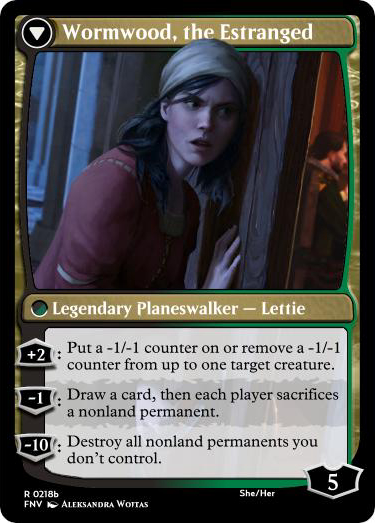 Wormwood, the Estranged
Legendary Planeswalker — Lettie
+2: Put a -1/-1 counter on or remove a -1/-1
counter from up to one target creature.
-1: Draw a card, then each player sacrifices
a nonland permanent.
-10: Destroy all nonland permanents you
don't control.
5
R 0218b
She/Her
FNV Aleksandra Wojtas